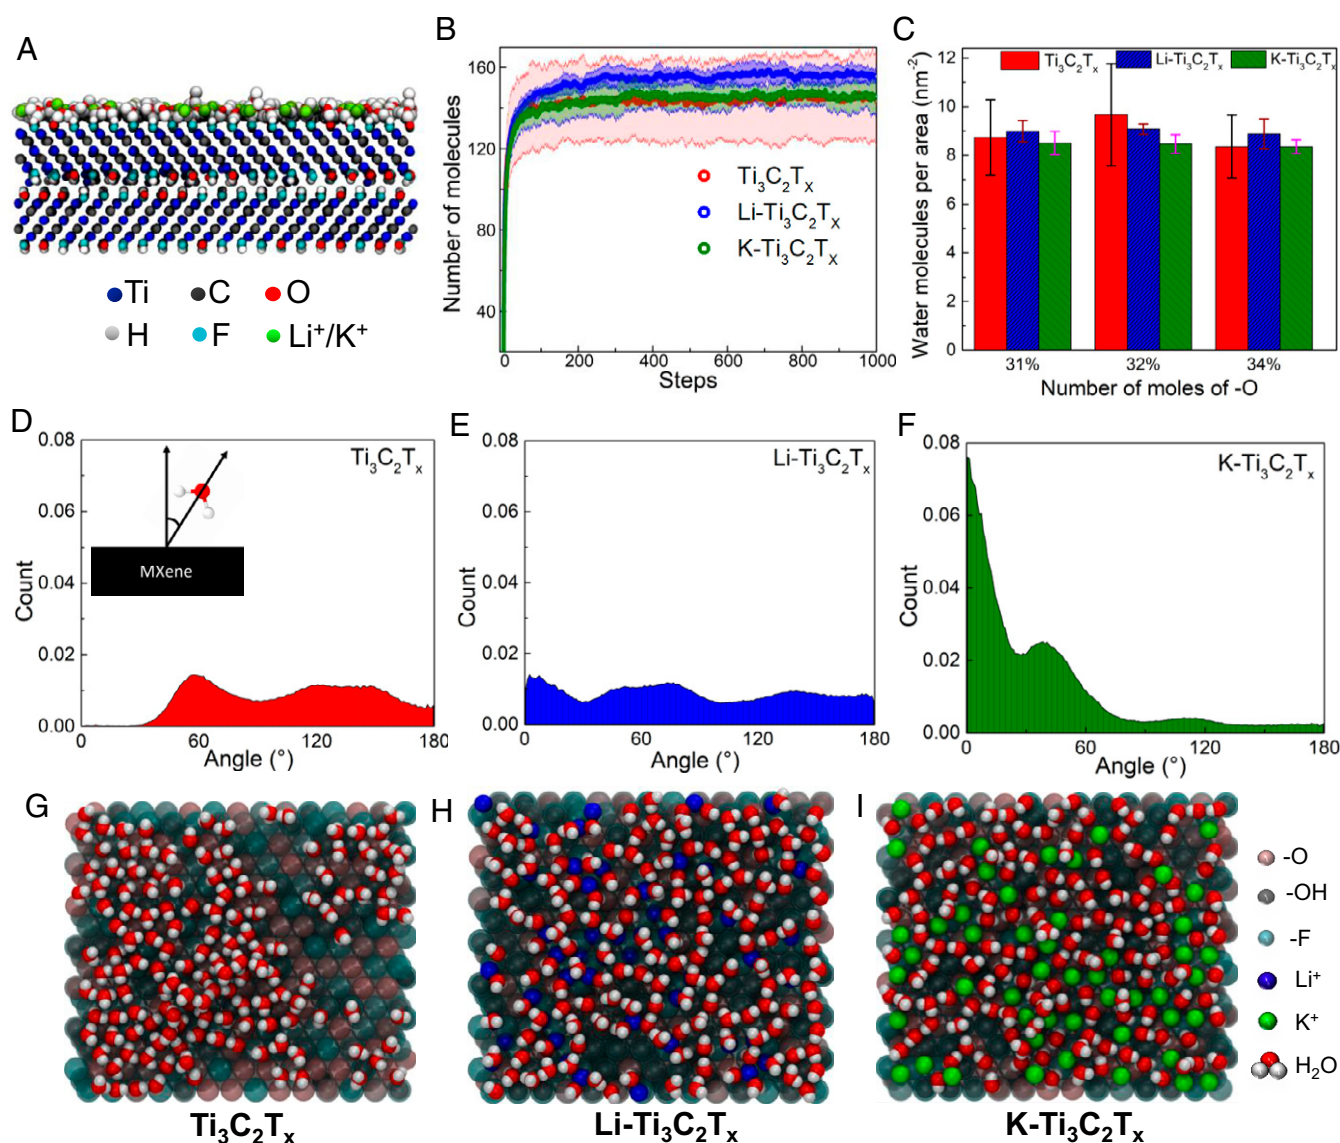 A
Ti
C
O
H
F
Li⁺/K⁺
B
Number of molecules
160
120
80
40
0
200
400
600
800
1000
Steps
Ti₃C₂Tₓ
Li-Ti₃C₂Tₓ
K-Ti₃C₂Tₓ
C
Water molecules per area (nm⁻²)
12
10
8
6
4
2
0
Ti₃C₂Tₓ
Li-Ti₃C₂Tₓ
K-Ti₃C₂Tₓ
31%
32%
34%
Number of moles of -O
D
Count
0.08
0.06
0.04
0.02
0.00
Ti₃C₂Tₓ
MXene
0
60
120
180
Angle (°)
E
Count
0.08
0.06
0.04
0.02
0.00
Li-Ti₃C₂Tₓ
0
60
120
180
Angle (°)
F
Count
0.08
0.06
0.04
0.02
0.00
K-Ti₃C₂Tₓ
0
60
120
180
Angle (°)
G
Ti₃C₂Tₓ
H
Li-Ti₃C₂Tₓ
I
K-Ti₃C₂Tₓ
-O
-OH
-F
Li⁺
K⁺
H₂O